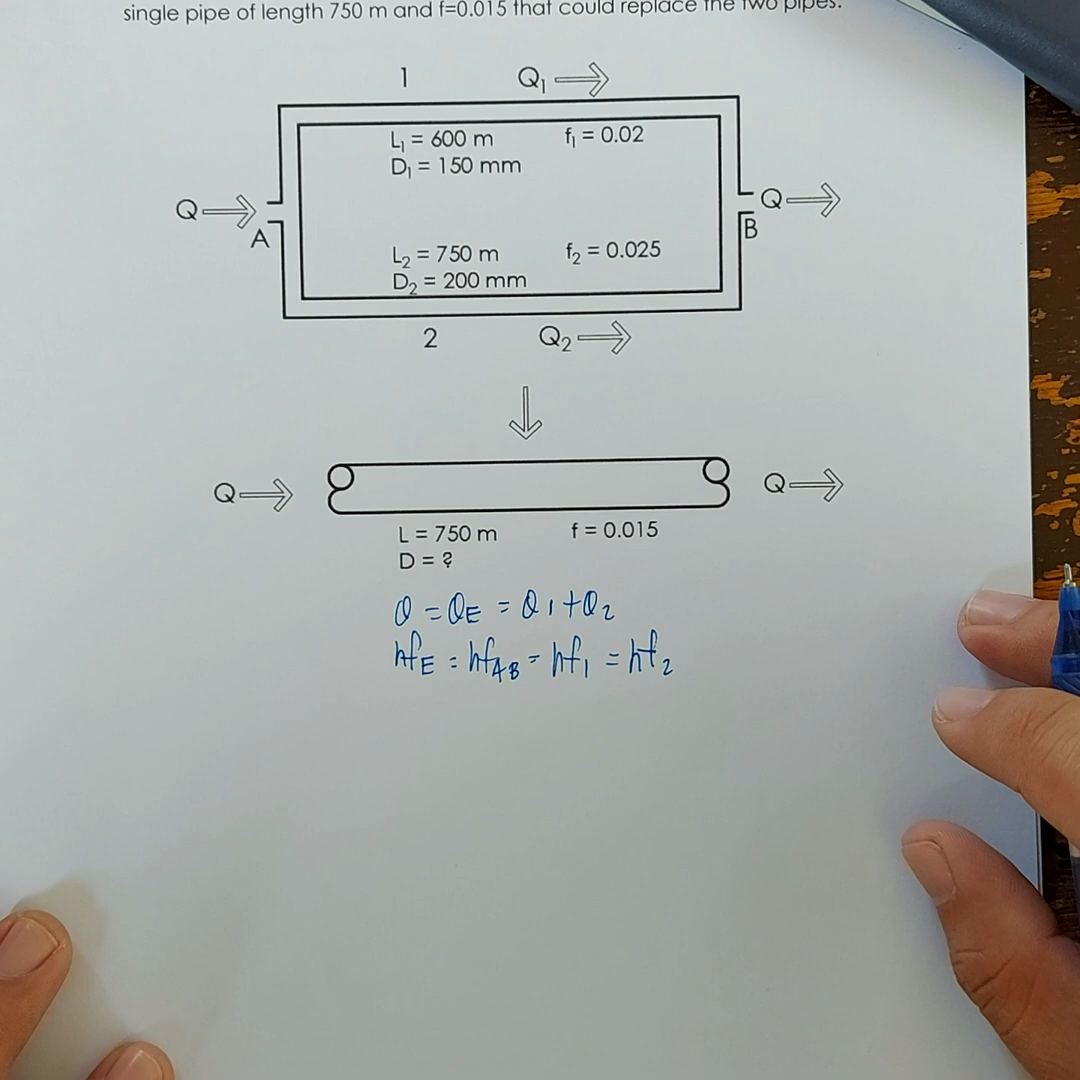 single pipe of length 750 m and f=0.015 that could replace the two pipes.
1 Q₁
L₁ = 600 m f₁ = 0.02
D₁ = 150 mm
Q Q
A B
L₂ = 750 m f₂ = 0.025
D₂ = 200 mm
2 Q₂
Q Q
L = 750 m f = 0.015
D = ?
Q = QE = Q1+Q2
hfE = hfAB = hf1 = hf2